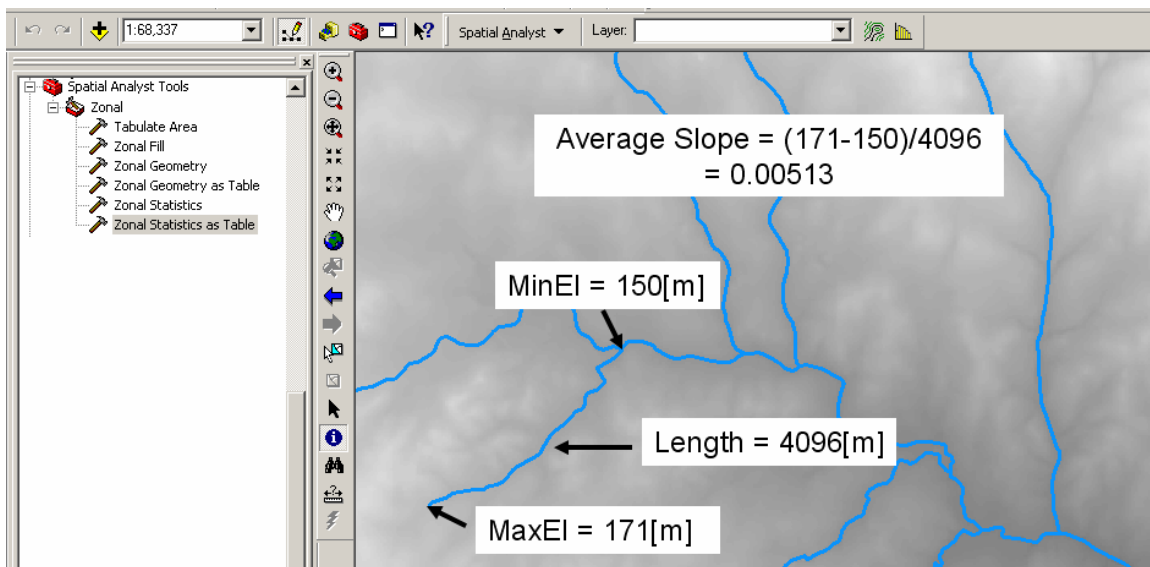 1:68,337
Spatial Analyst
Layer:
Spatial Analyst Tools
Zonal
Tabulate Area
Zonal Fill
Zonal Geometry
Zonal Geometry as Table
Zonal Statistics
Zonal Statistics as Table
Average Slope = (171-150)/4096
= 0.00513
MinEl = 150[m]
Length = 4096[m]
MaxEl = 171[m]